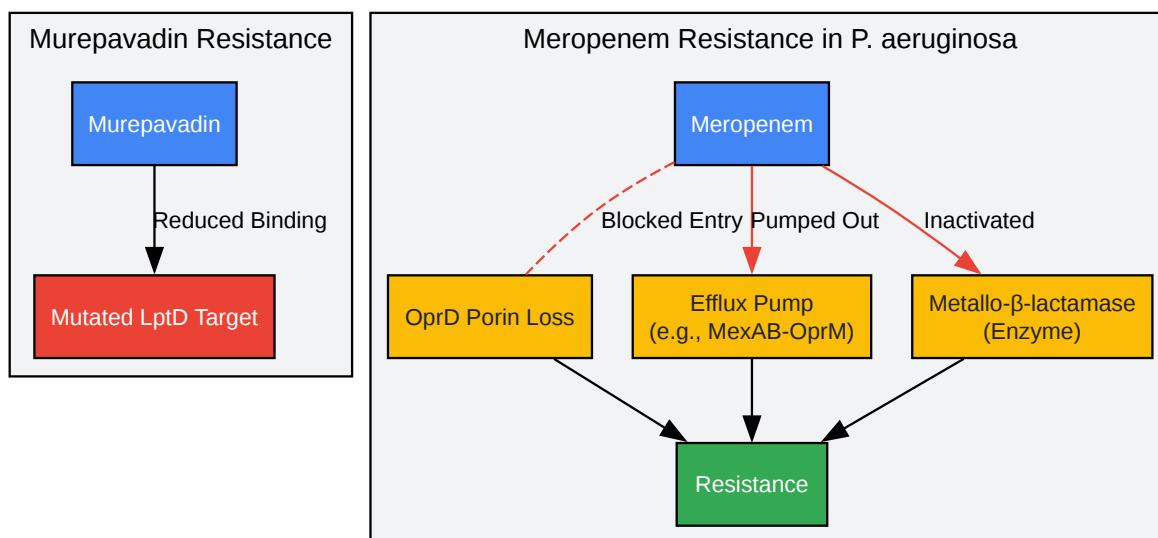 Murepavadin Resistance
Murepavadin
Reduced Binding
Mutated LptD Target
Meropenem Resistance in P. aeruginosa
Meropenem
Blocked Entry
Pumped Out
Inactivated
OprD Porin Loss
Efflux Pump
(e.g., MexAB-OprM)
Metallo-β-lactamase
(Enzyme)
Resistance